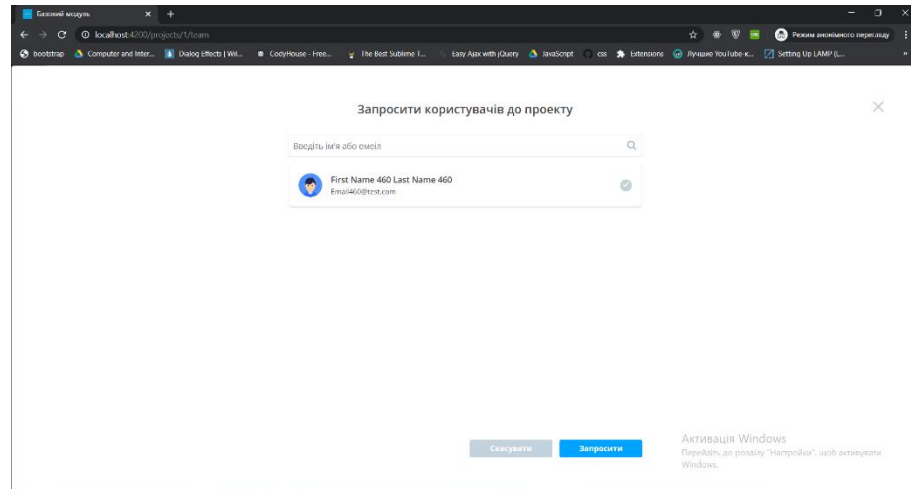 Базовий модуль
localhost:4200/projects/1/team
Режим анонімного перегляду
bootstrap Computer and Inter... Dialog Effects | Wil... CodyHouse - Free... The Best Sublime T... Easy Ajax with jQuery JavaScript css Extensions Лучшие YouTube-к... Setting Up LAMP (L...
Запросити користувачів до проекту
Введіть ім'я або емеіл
First Name 460 Last Name 460
Email460@test.com
Скасувати Запросити
Активація Windows
Перейдіть до розділу "Настройки", щоб активувати
Windows.